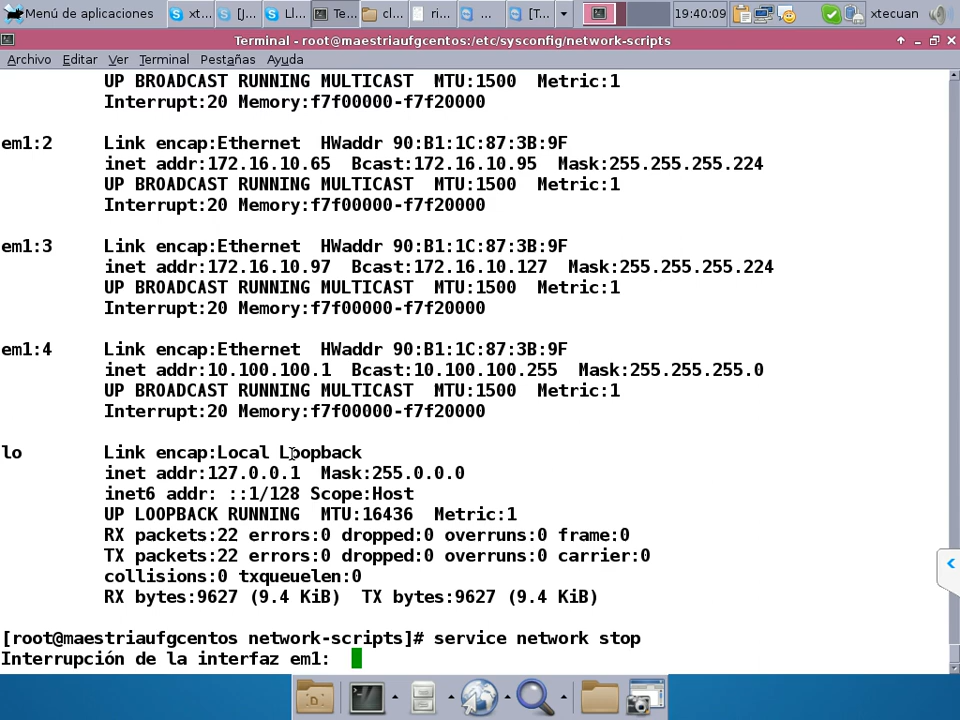 Menú de aplicaciones xt... [J... Ll... Te... cl... ri... ... [T... 19:40:09 xtecuan
Terminal - root@maestriaufgcentos:/etc/sysconfig/network-scripts
Archivo Editar Ver Terminal Pestañas Ayuda
UP BROADCAST RUNNING MULTICAST MTU:1500 Metric:1
Interrupt:20 Memory:f7f00000-f7f20000
em1:2 Link encap:Ethernet HWaddr 90:B1:1C:87:3B:9F
inet addr:172.16.10.65 Bcast:172.16.10.95 Mask:255.255.255.224
UP BROADCAST RUNNING MULTICAST MTU:1500 Metric:1
Interrupt:20 Memory:f7f00000-f7f20000
em1:3 Link encap:Ethernet HWaddr 90:B1:1C:87:3B:9F
inet addr:172.16.10.97 Bcast:172.16.10.127 Mask:255.255.255.224
UP BROADCAST RUNNING MULTICAST MTU:1500 Metric:1
Interrupt:20 Memory:f7f00000-f7f20000
em1:4 Link encap:Ethernet HWaddr 90:B1:1C:87:3B:9F
inet addr:10.100.100.1 Bcast:10.100.100.255 Mask:255.255.255.0
UP BROADCAST RUNNING MULTICAST MTU:1500 Metric:1
Interrupt:20 Memory:f7f00000-f7f20000
lo Link encap:Local Loopback
inet addr:127.0.0.1 Mask:255.0.0.0
inet6 addr: ::1/128 Scope:Host
UP LOOPBACK RUNNING MTU:16436 Metric:1
RX packets:22 errors:0 dropped:0 overruns:0 frame:0
TX packets:22 errors:0 dropped:0 overruns:0 carrier:0
collisions:0 txqueuelen:0
RX bytes:9627 (9.4 KiB) TX bytes:9627 (9.4 KiB)
[root@maestriaufgcentos network-scripts]# service network stop
Interrupción de la interfaz em1: